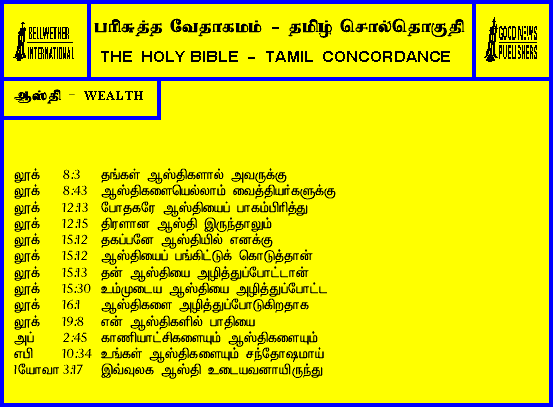 BELLWETHER
INTERNATIONAL
பரிசுத்த வேதாகமம் - தமிழ் சொல்தொகுதி
THE HOLY BIBLE - TAMIL CONCORDANCE
GOOD NEWS
PUBLISHERS
ஆஸ்தி - WEALTH
லூக் 8:3 தங்கள் ஆஸ்திகளால் அவருக்கு
லூக் 8:43 ஆஸ்திகளையெல்லாம் வைத்தியர்களுக்கு
லூக் 12:13 போதகரே ஆஸ்தியைப் பாகம்பிரித்து
லூக் 12:15 திரளான ஆஸ்தி இருந்தாலும்
லூக் 15:12 தகப்பனே ஆஸ்தியில் எனக்கு
லூக் 15:12 ஆஸ்தியைப் பங்கிட்டுக் கொடுத்தான்
லூக் 15:13 தன் ஆஸ்தியை அழித்துப்போட்டான்
லூக் 15:30 உம்முடைய ஆஸ்தியை அழித்துப்போட்ட
லூக் 16:1 ஆஸ்திகளை அழித்துப்போடுகிறதாக
லூக் 19:8 என் ஆஸ்திகளில் பாதியை
அப் 2:45 காணியாட்சிகளையும் ஆஸ்திகளையும்
எபி 10:34 உங்கள் ஆஸ்திகளையும் சந்தோஷமாய்
1யோவா 3:17 இவ்வுலக ஆஸ்தி உடையவனாயிருந்து